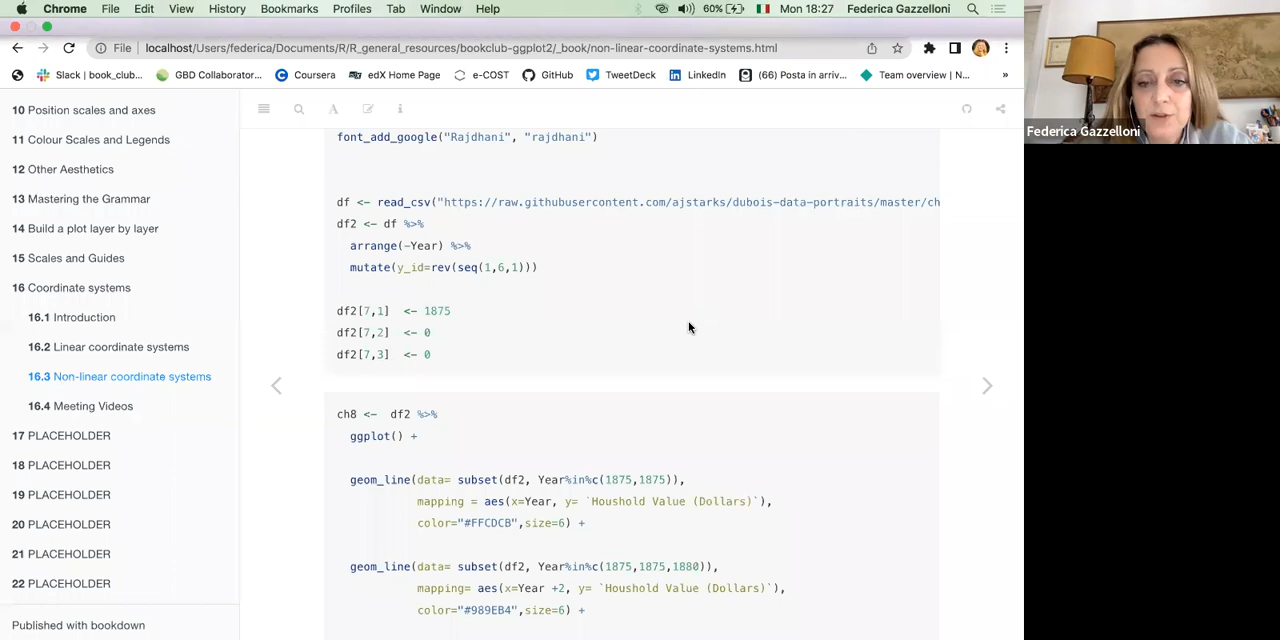 Chrome File Edit View History Bookmarks Profiles Tab Window Help 60% Mon 18:27 Federica Gazzelloni
File localhost/Users/federica/Documents/R/R_general_resources/bookclub-ggplot2/_book/non-linear-coordinate-systems.html
Slack | book_club... GBD Collaborator... Coursera edX Home Page e-COST GitHub TweetDeck LinkedIn (66) Posta in arriv... Team overview | N... »
Federica Gazzelloni
10 Position scales and axes
11 Colour Scales and Legends
12 Other Aesthetics
13 Mastering the Grammar
14 Build a plot layer by layer
15 Scales and Guides
16 Coordinate systems
16.1 Introduction
16.2 Linear coordinate systems
16.3 Non-linear coordinate systems
16.4 Meeting Videos
17 PLACEHOLDER
18 PLACEHOLDER
19 PLACEHOLDER
20 PLACEHOLDER
21 PLACEHOLDER
22 PLACEHOLDER
Published with bookdown
font_add_google("Rajdhani", "rajdhani")
df <- read_csv("https://raw.githubusercontent.com/ajstarks/dubois-data-portraits/master/ch
df2 <- df %>%
arrange(-Year) %>%
mutate(y_id=rev(seq(1,6,1)))
df2[7,1] <- 1875
df2[7,2] <- 0
df2[7,3] <- 0
ch8 <- df2 %>%
ggplot() +
geom_line(data= subset(df2, Year%in%c(1875,1875)),
mapping = aes(x=Year, y= `Houshold Value (Dollars)`),
color="#FFCDCB",size=6) +
geom_line(data= subset(df2, Year%in%c(1875,1875,1880)),
mapping= aes(x=Year +2, y= `Houshold Value (Dollars)`),
color="#989EB4",size=6) +